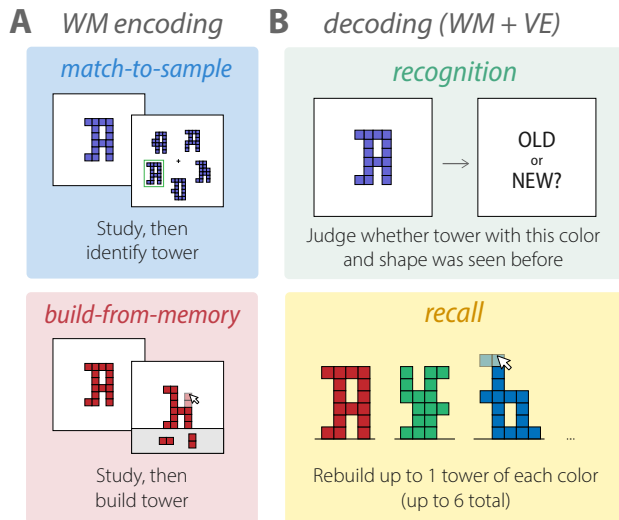 A WM encoding
match-to-sample
Study, then
identify tower
build-from-memory
Study, then
build tower
B decoding (WM + VE)
recognition
OLD
or
NEW?
Judge whether tower with this color
and shape was seen before
recall
...
Rebuild up to 1 tower of each color
(up to 6 total)